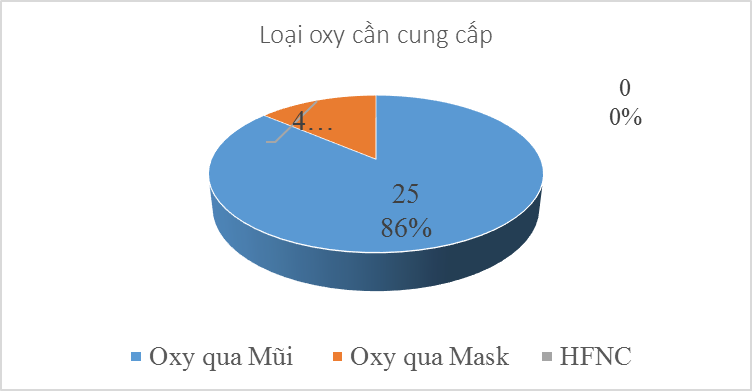 Loại oxy cần cung cấp
0
0%
4…
25
86%
Oxy qua Mũi
Oxy qua Mask
HFNC